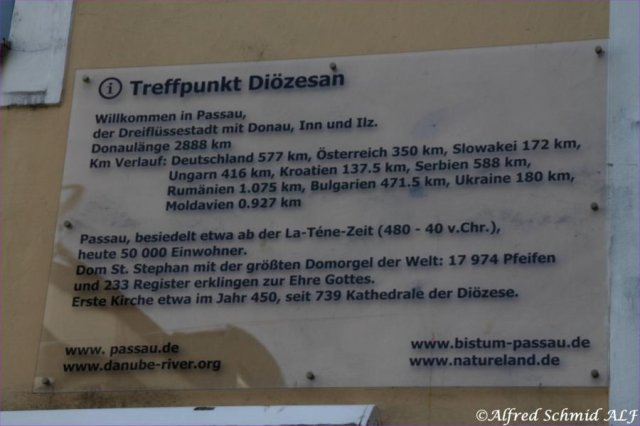 i Treffpunkt Diözesan
Willkommen in Passau,
der Dreiflüssestadt mit Donau, Inn und Ilz.
Donaulänge 2888 km
Km Verlauf: Deutschland 577 km, Österreich 350 km, Slowakei 172 km,
Ungarn 416 km, Kroatien 137.5 km, Serbien 588 km,
Rumänien 1.075 km, Bulgarien 471.5 km, Ukraine 180 km,
Moldavien 0.927 km
Passau, besiedelt etwa ab der La-Téne-Zeit (480 - 40 v.Chr.),
heute 50 000 Einwohner.
Dom St. Stephan mit der größten Domorgel der Welt: 17 974 Pfeifen
und 233 Register erklingen zur Ehre Gottes.
Erste Kirche etwa im Jahr 450, seit 739 Kathedrale der Diözese.
www. passau.de
www.danube-river.org
www.bistum-passau.de
www.natureland.de
©Alfred Schmid ALF